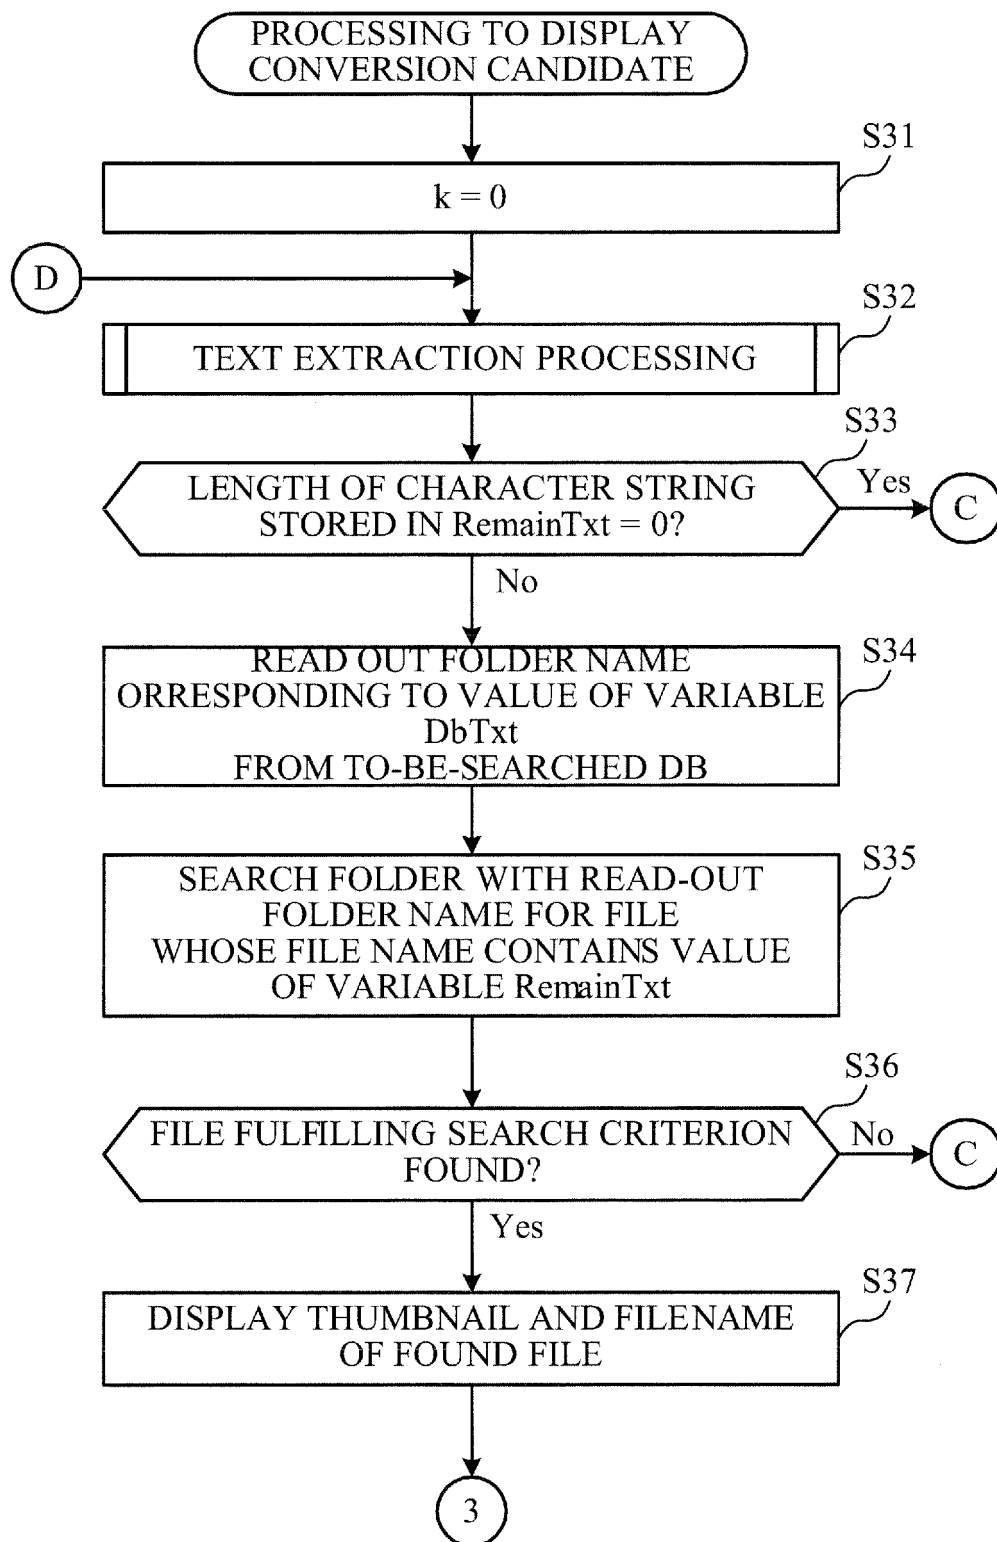 PROCESSING TO DISPLAY
CONVERSION CANDIDATE
S31
k = 0
D
S32
TEXT EXTRACTION PROCESSING
S33
LENGTH OF CHARACTER STRING
STORED IN RemainTxt = 0?
Yes
C
No
S34
READ OUT FOLDER NAME
ORRESPONDING TO VALUE OF VARIABLE
DbTxt
FROM TO-BE-SEARCHED DB
S35
SEARCH FOLDER WITH READ-OUT
FOLDER NAME FOR FILE
WHOSE FILE NAME CONTAINS VALUE
OF VARIABLE RemainTxt
S36
FILE FULFILLING SEARCH CRITERION
FOUND?
No
C
Yes
S37
DISPLAY THUMBNAIL AND FILENAME
OF FOUND FILE
3